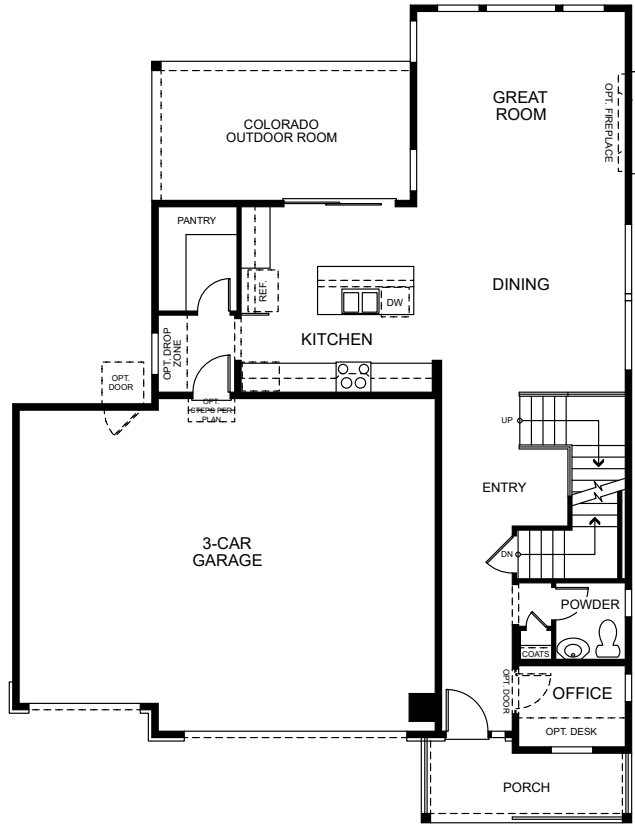 GREAT
ROOM
OPT. FIREPLACE
COLORADO
OUTDOOR ROOM
PANTRY
REF.
DW
DINING
KITCHEN
OPT. DROP
ZONE
OPT.
DOOR
OPT.
STEPS PER
PLAN
UP
ENTRY
3-CAR
GARAGE
DN
POWDER
COATS
OPT. DOOR
OFFICE
OPT. DESK
PORCH